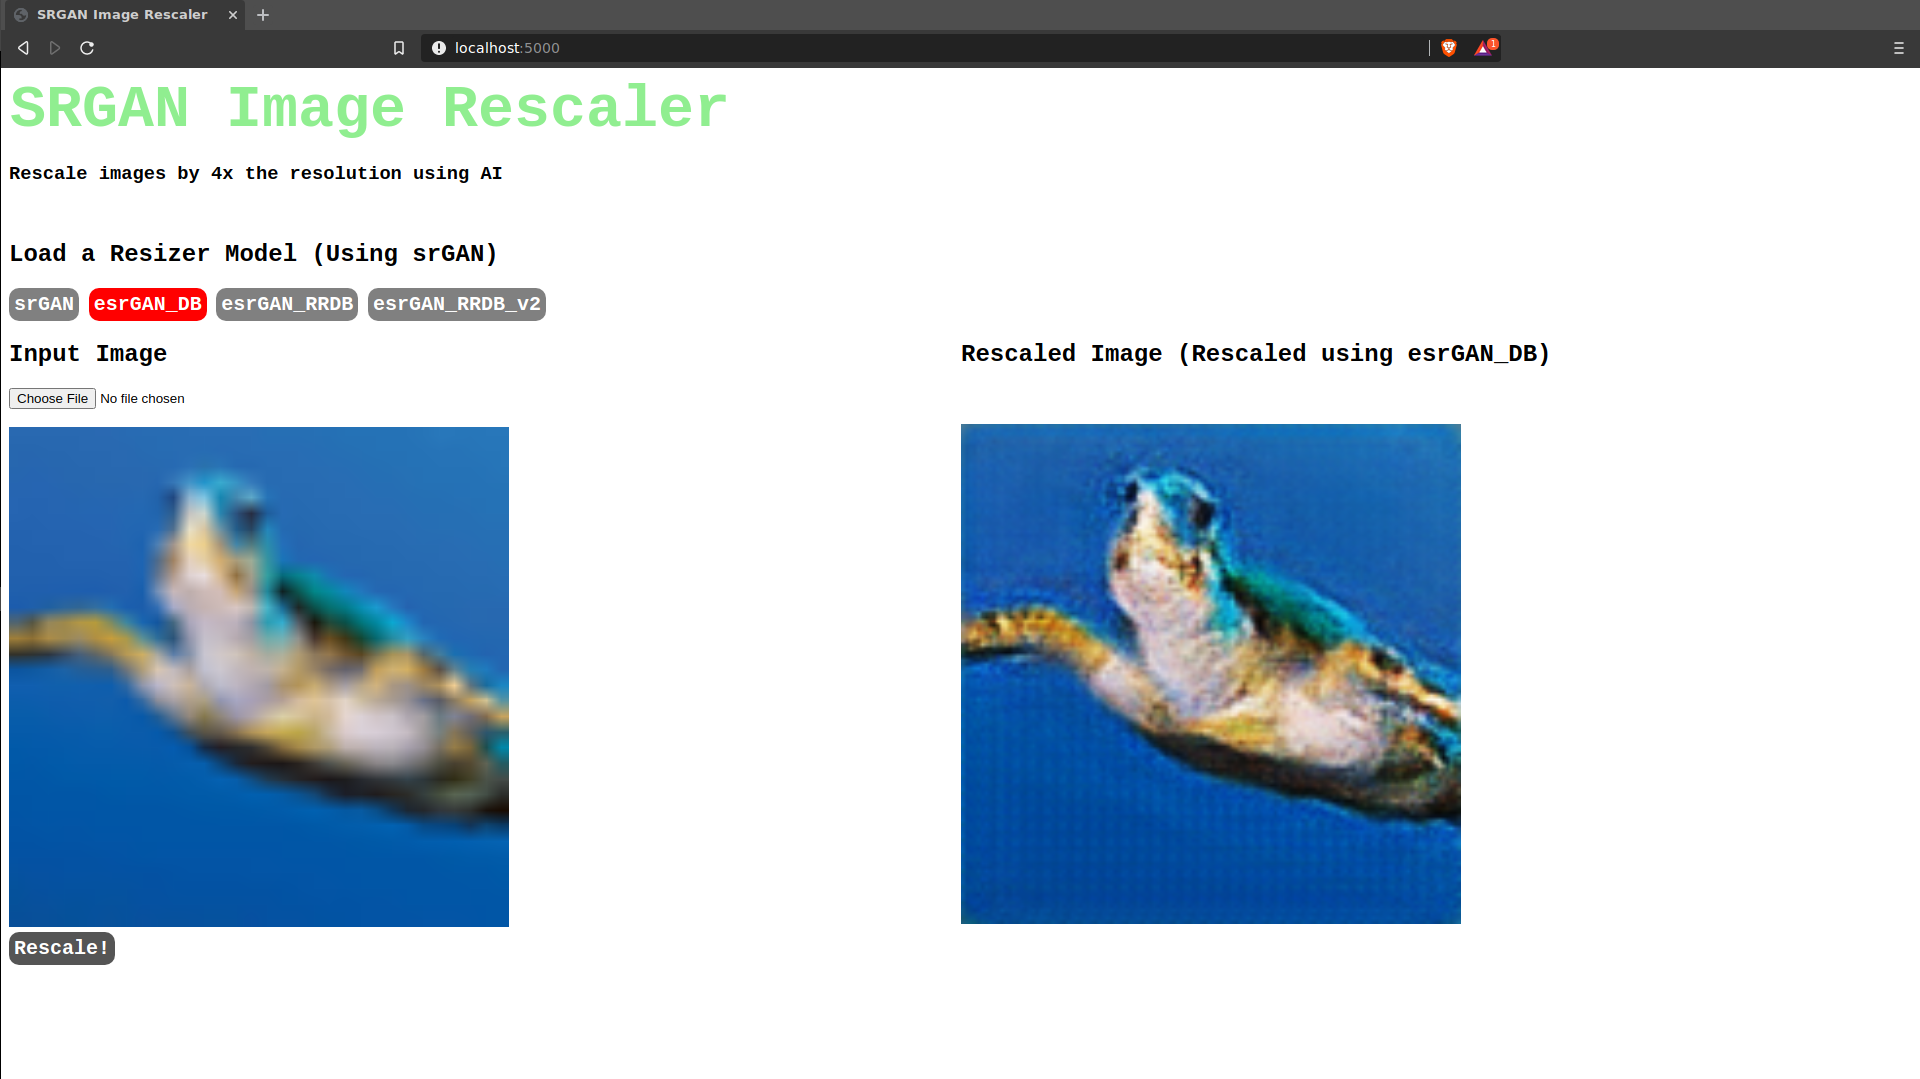 SRGAN Image Rescaler
localhost:5000
1
SRGAN Image Rescaler
Rescale images by 4x the resolution using AI
Load a Resizer Model (Using srGAN)
srGAN esrGAN_DB esrGAN_RRDB esrGAN_RRDB_v2
Input Image
Choose File No file chosen
Rescale!
Rescaled Image (Rescaled using esrGAN_DB)